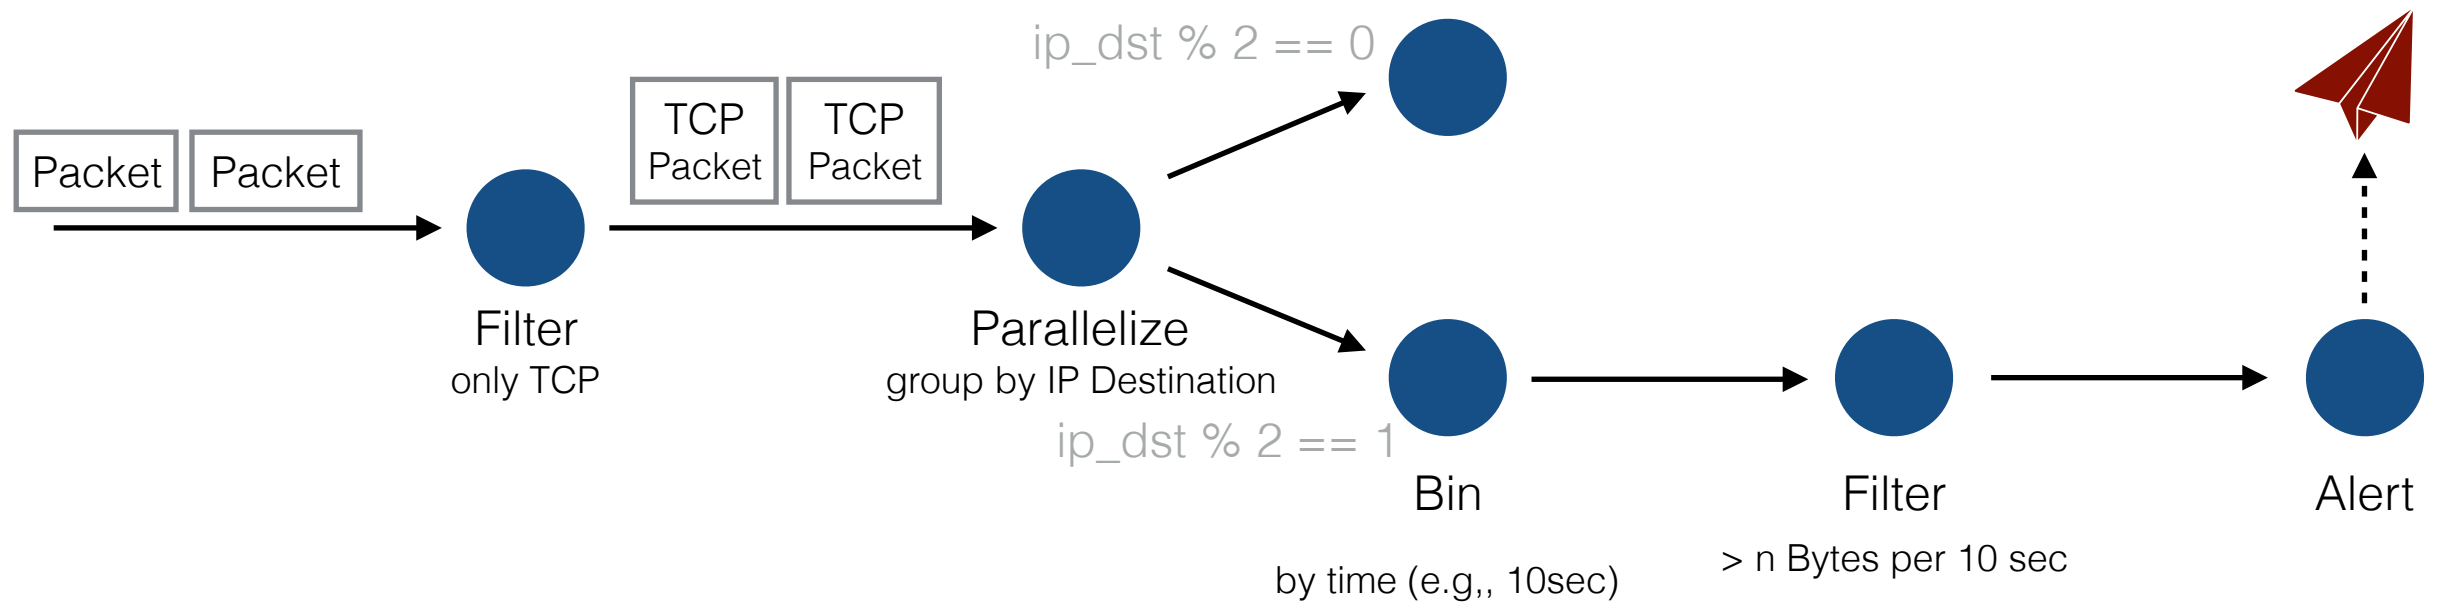 Packet
Packet
Filter
only TCP
TCP
Packet
TCP
Packet
Parallelize
group by IP Destination
ip_dst % 2 == 0
ip_dst % 2 == 1
Bin
by time (e.g,, 10sec)
Filter
> n Bytes per 10 sec
Alert